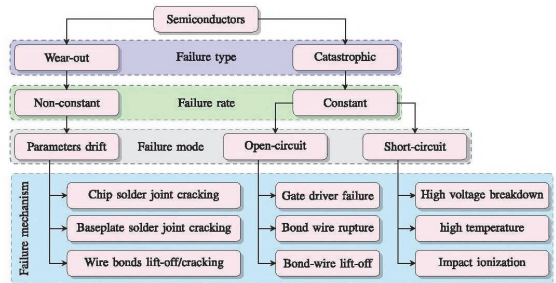 Semiconductors
Wear-out
Failure type
Catastrophic
Non-constant
Failure rate
Constant
Parameters drift
Failure mode
Open-circuit
Short-circuit
Failure mechanism
Chip solder joint cracking
Gate driver failure
High voltage breakdown
Baseplate solder joint cracking
Bond wire rupture
high temperature
Wire bonds lift-off/cracking
Bond-wire lift-off
Impact ionization